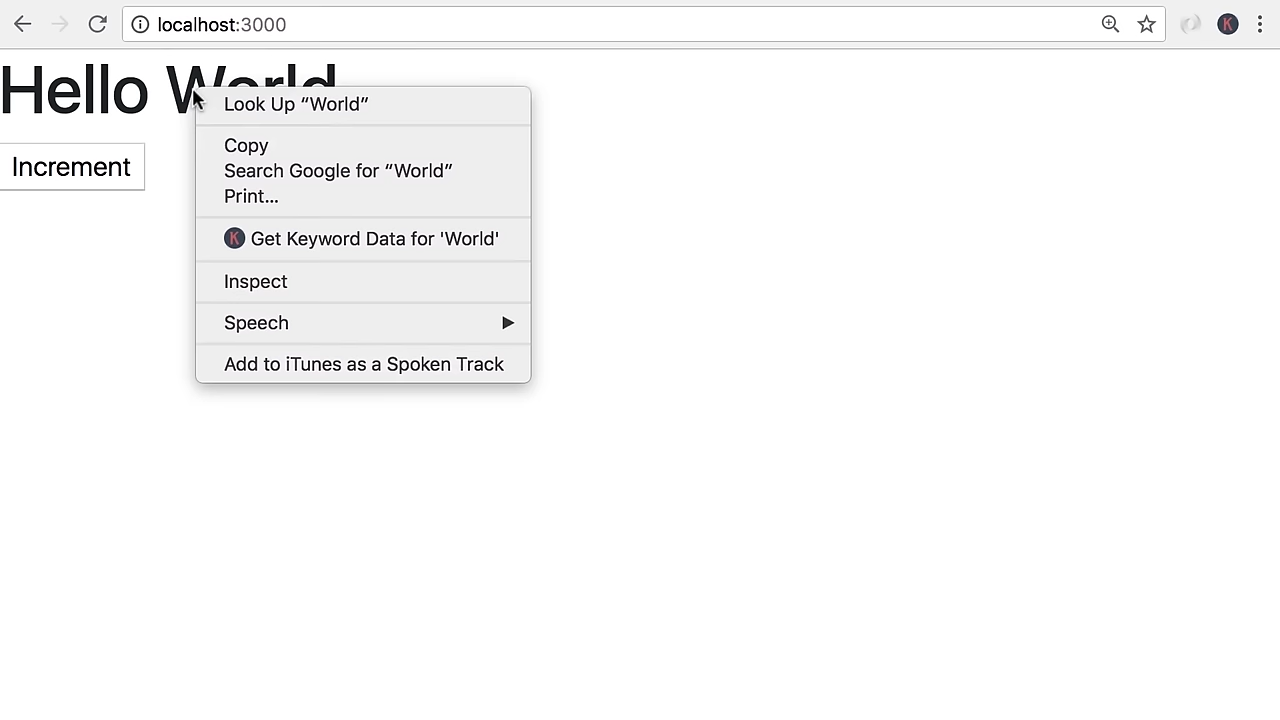 localhost:3000
K
Hello World
Look Up “World”
Increment
Copy
Search Google for “World”
Print...
K Get Keyword Data for 'World'
Inspect
Speech
Add to iTunes as a Spoken Track